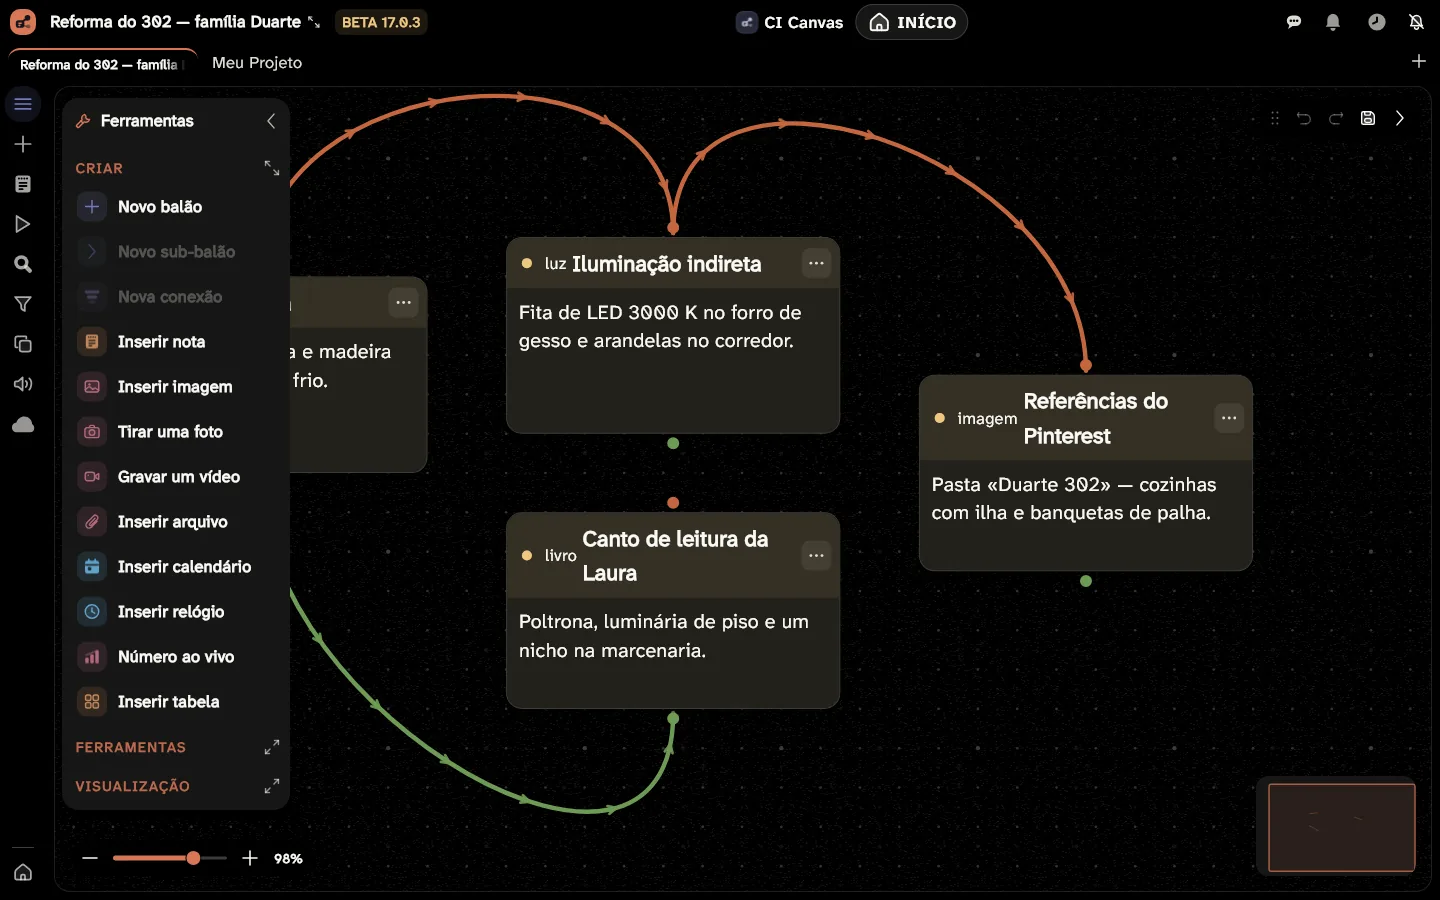 Reforma do 302 — família Duarte
BETA 17.0.3
CI Canvas
INÍCIO
Reforma do 302 — família
Meu Projeto
Ferramentas
CRIAR
Novo balão
Novo sub-balão
Nova conexão
Inserir nota
Inserir imagem
Tirar uma foto
Gravar um vídeo
Inserir arquivo
Inserir calendário
Inserir relógio
Número ao vivo
Inserir tabela
FERRAMENTAS
VISUALIZAÇÃO
e madeira
frio.
luz Iluminação indireta
Fita de LED 3000 K no forro de
gesso e arandelas no corredor.
livro
Canto de leitura da
Laura
Poltrona, luminária de piso e um
nicho na marcenaria.
imagem
Referências do
Pinterest
Pasta «Duarte 302» — cozinhas
com ilha e banquetas de palha.
98%